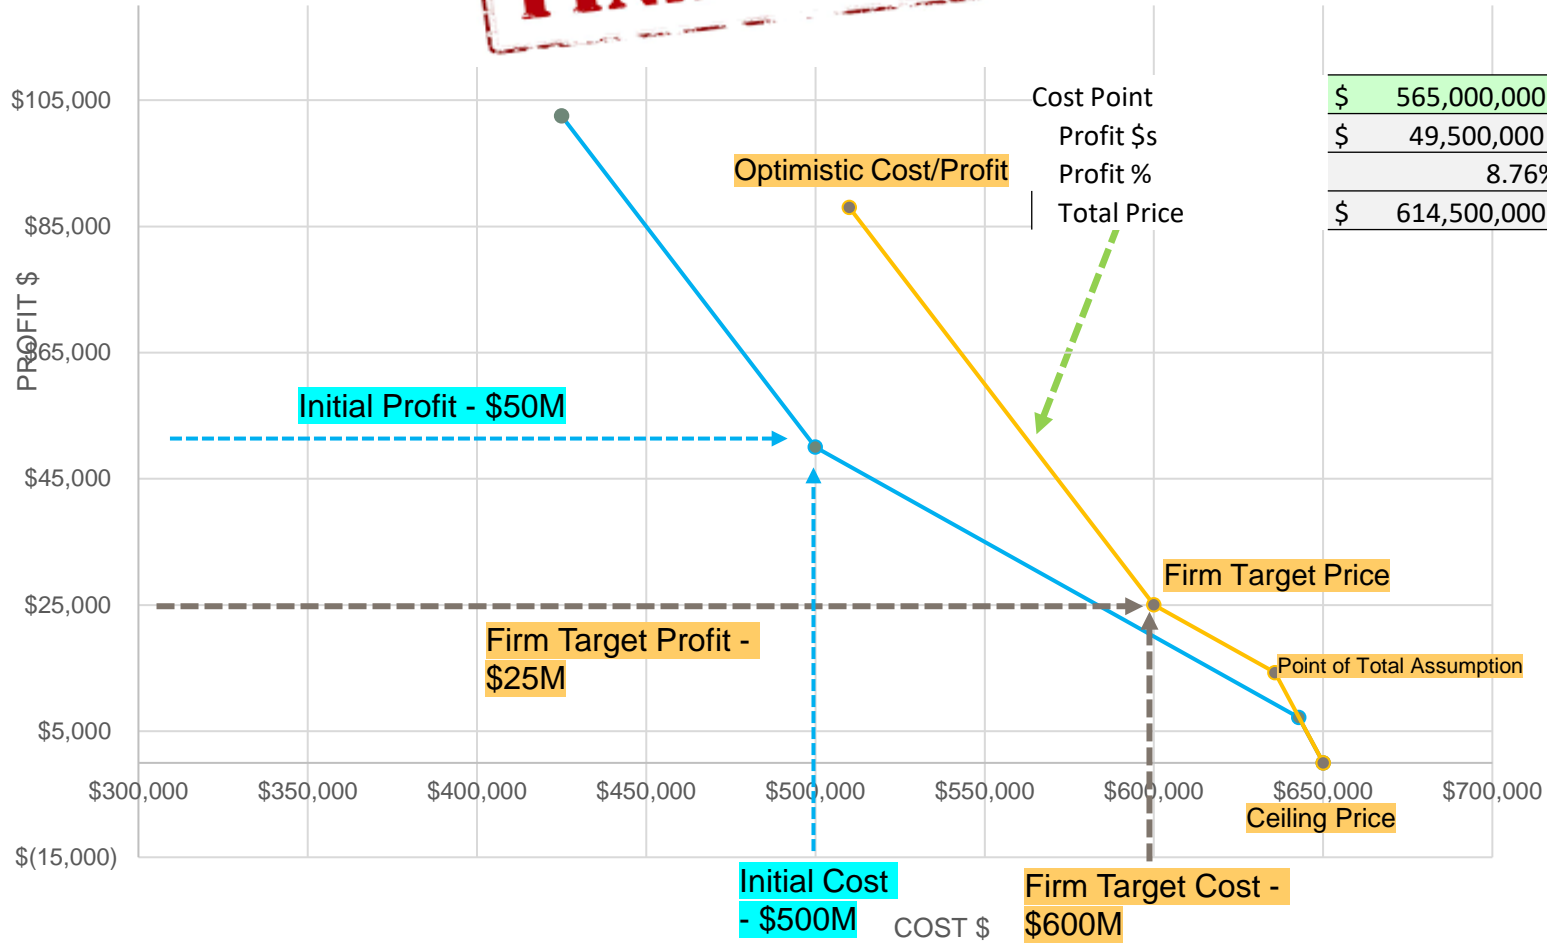 $105,000
$85,000
$65,000
$45,000
$25,000
$5,000
$(15,000)
PROFIT $
Cost Point $ 565,000,000
Profit $s $ 49,500,000
Profit % 8.76%
Total Price $ 614,500,000
Optimistic Cost/Profit
Initial Profit - $50M
Firm Target Price
Firm Target Profit -
$25M
Point of Total Assumption
$300,000 $350,000 $400,000 $450,000 $500,000 $550,000 $600,000 $650,000 $700,000
Ceiling Price
Initial Cost
- $500M
COST $
Firm Target Cost -
$600M